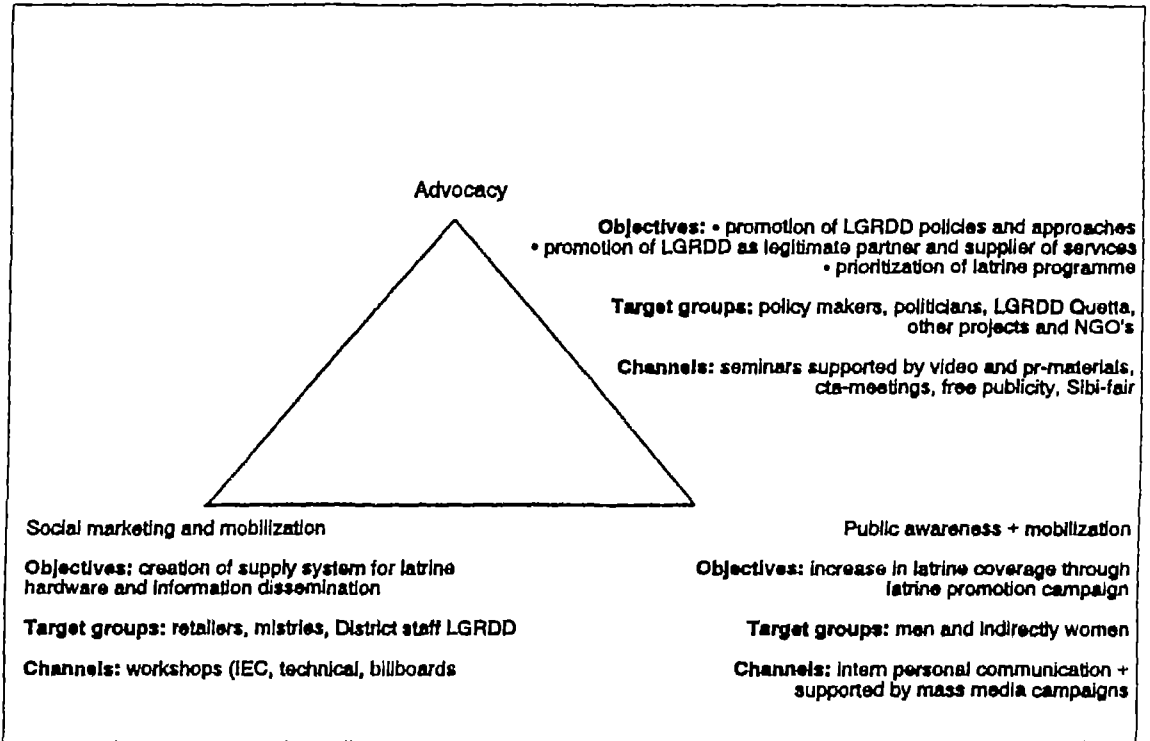 Advocacy
Objectives: • promotion of LGRDD policies and approaches
• promotion of LGRDD as legitimate partner and supplier of services
• prioritization of latrine programme
Target groups: policy makers, politicians, LGRDD Quetta,
other projects and NGO's
Channels: seminars supported by video and pr-materials,
cta-meetings, free publicity, Sibi-fair
Social marketing and mobilization
Objectives: creation of supply system for latrine
hardware and information dissemination
Target groups: retailers, mistries, District staff LGRDD
Channels: workshops (IEC, technical, billboards
Public awareness + mobilization
Objectives: increase in latrine coverage through
latrine promotion campaign
Target groups: men and indirectly women
Channels: intern personal communication +
supported by mass media campaigns